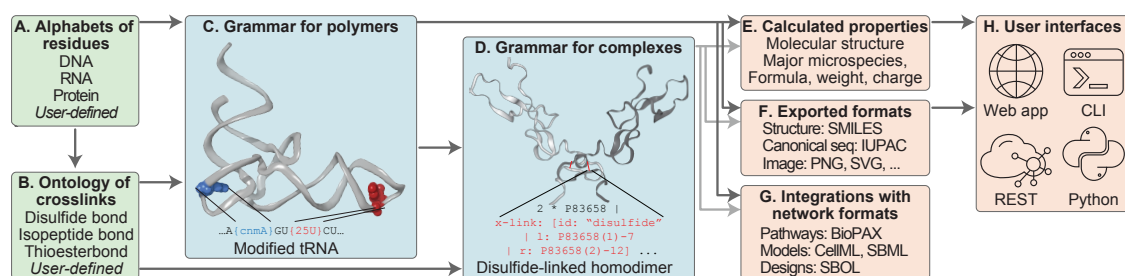 A. Alphabets of
residues
DNA
RNA
Protein
User-defined
B. Ontology of
crosslinks
Disulfide bond
Isopeptide bond
Thioesterbond
User-defined
C. Grammar for polymers
...A{cnmA}GU{25U}CU...
Modified tRNA
D. Grammar for complexes
2 * P83658 |
x-link: [id: “disulfide”
| l: P83658(1)-7
| r: P83658(2)-12] ...
Disulfide-linked homodimer
E. Calculated properties
Molecular structure
Major microspecies,
Formula, weight, charge
F. Exported formats
Structure: SMILES
Canonical seq: IUPAC
Image: PNG, SVG, ...
G. Integrations with
network formats
Pathways: BioPAX
Models: CellML, SBML
Designs: SBOL
H. User interfaces
Web app
CLI
REST
Python